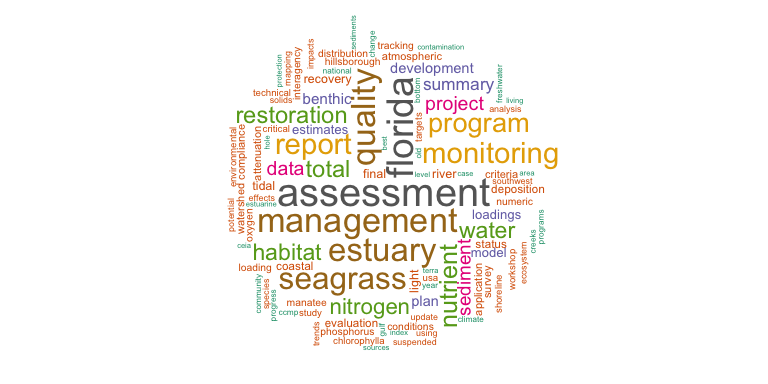 sediments
change
tracking
contamination
impacts
distribution
atmospheric
hillsborough
protection
mapping
interagency
national
recovery
development
bottom
freshwater
technical
solids
benthic
quality
florida
summary
living
restoration
project
analysis
critical
estimates
targets
program
hole
report
best
old
monitoring
environmental
compliance
attenuation
data
total
final
level
river
case
criteria
area
southwest
tidal
assessment
deposition
effects
numeric
estuarine
watershed
potential
oxygen
management
loadings
water
creeks
programs
ceia
habitat
estuary
nutrient
sediment
status
model
workshop
ecosystem
loading
coastal
seagrass
light
terra
usa
year
application
survey
shoreline
community
species
progress
manatee
nitrogen
plan
ccmp
study
update
climate
trends
evaluation
phosphorus
gulf
conditions
index
using
chlorophylla
suspended
sources